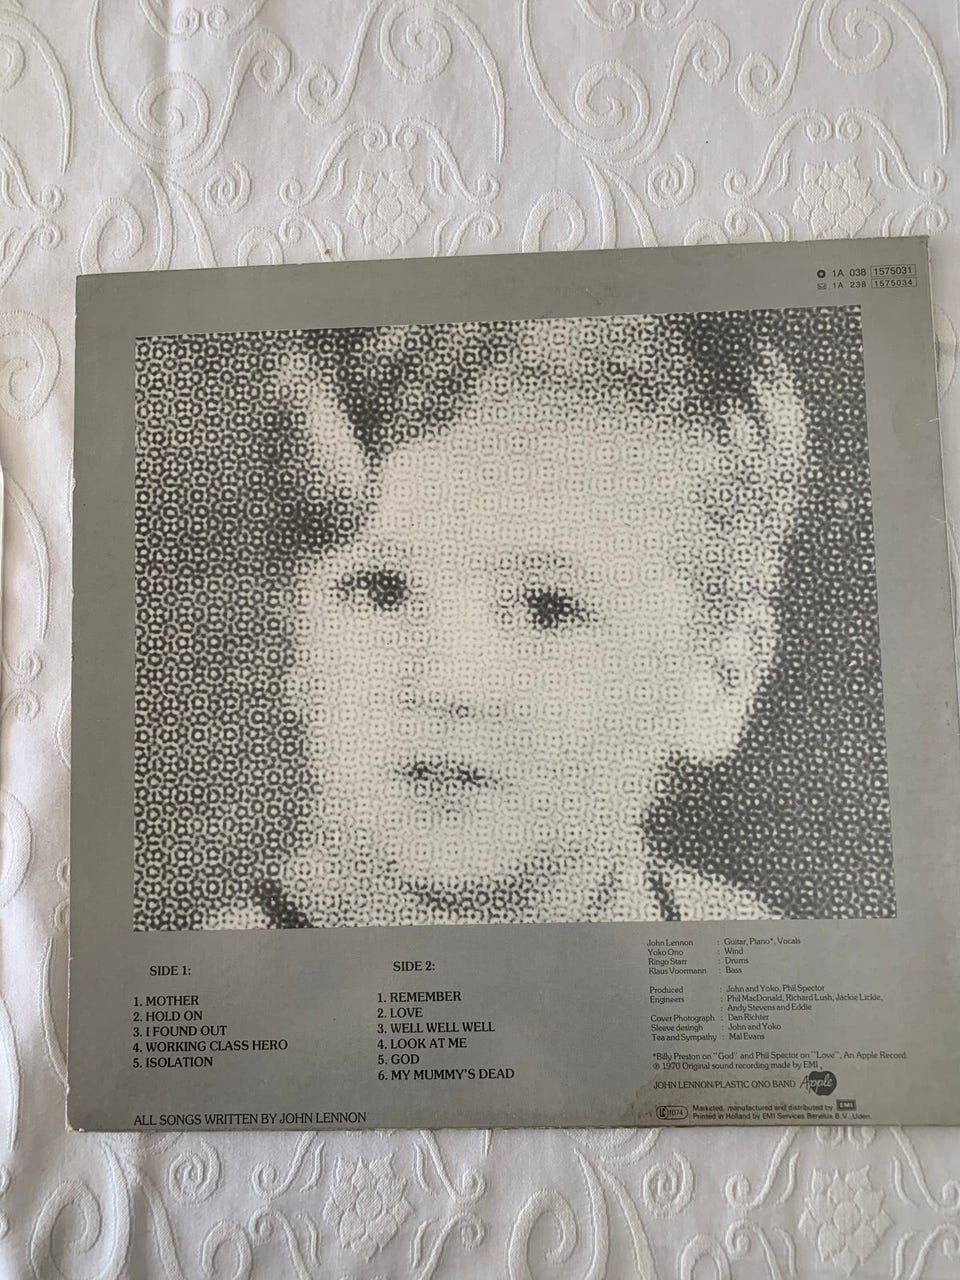 1A 038 1575031
1A 238 1575034
SIDE 1:
1. MOTHER
2. HOLD ON
3. I FOUND OUT
4. WORKING CLASS HERO
5. ISOLATION
ALL SONGS WRITTEN BY JOHN LENNON
SIDE 2:
1. REMEMBER
2. LOVE
3. WELL WELL WELL
4. LOOK AT ME
5. GOD
6. MY MUMMY'S DEAD
John Lennon : Guitar, Piano*, Vocals
Yoko Ono : Wind
Ringo Starr : Drums
Klaus Voormann : Bass
Produced : John and Yoko, Phil Spector
Engineers : Phil MacDonald, Richard Lush, Jackie Lickie,
: Andy Stevens and Eddie
Cover Photograph : Dan Richter
Sleeve desingh : John and Yoko
Tea and Sympathy : Mal Evans
*Billy Preston on "God" and Phil Spector on "Love", An Apple Record.
℗ 1970 Original sound recording made by EMI,
JOHN LENNON/PLASTIC ONO BAND Apple
LC 1074 Marketed, manufactured and distributed by EMI
Printed in Holland by EMI Services Benelux B.V., Uden.